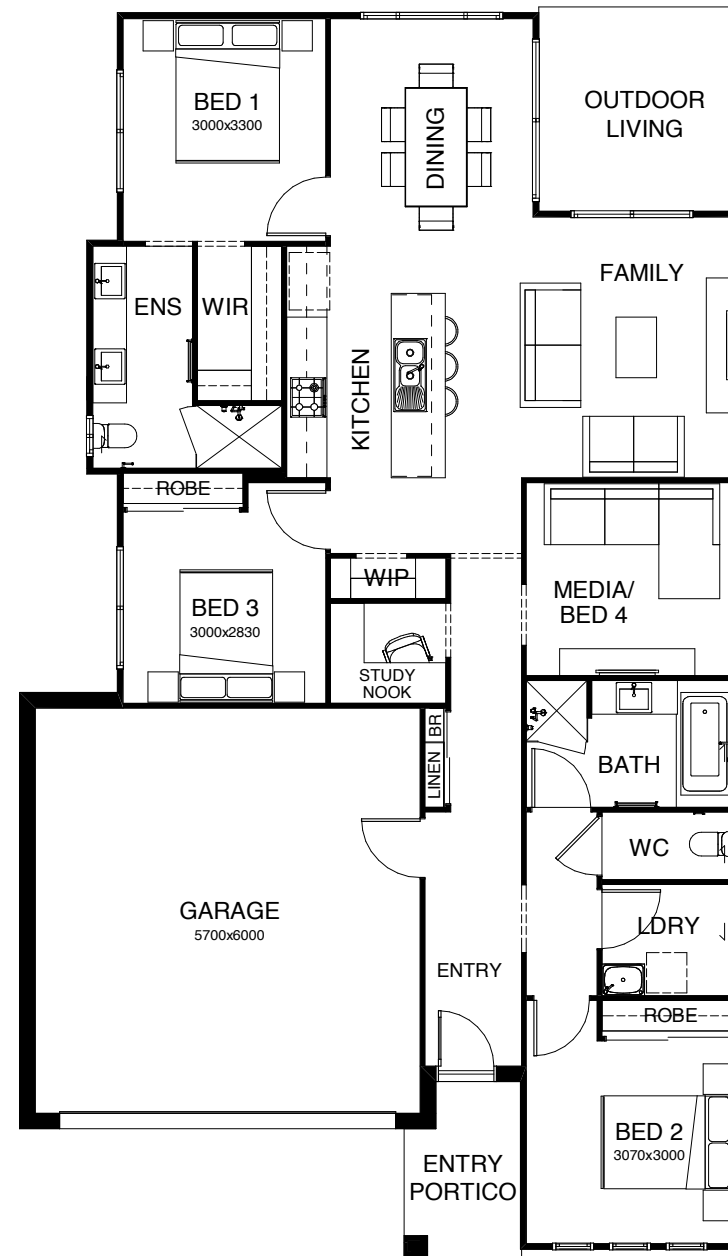 BED 1
3000x3300
DINING
OUTDOOR
LIVING
FAMILY
ENS
WIR
KITCHEN
ROBE
WIP
MEDIA/
BED 4
BED 3
3000x2830
STUDY
NOOK
LINEN
BR
BATH
WC
GARAGE
5700x6000
LDRY
ENTRY
ROBE
BED 2
3070x3000
ENTRY
PORTICO